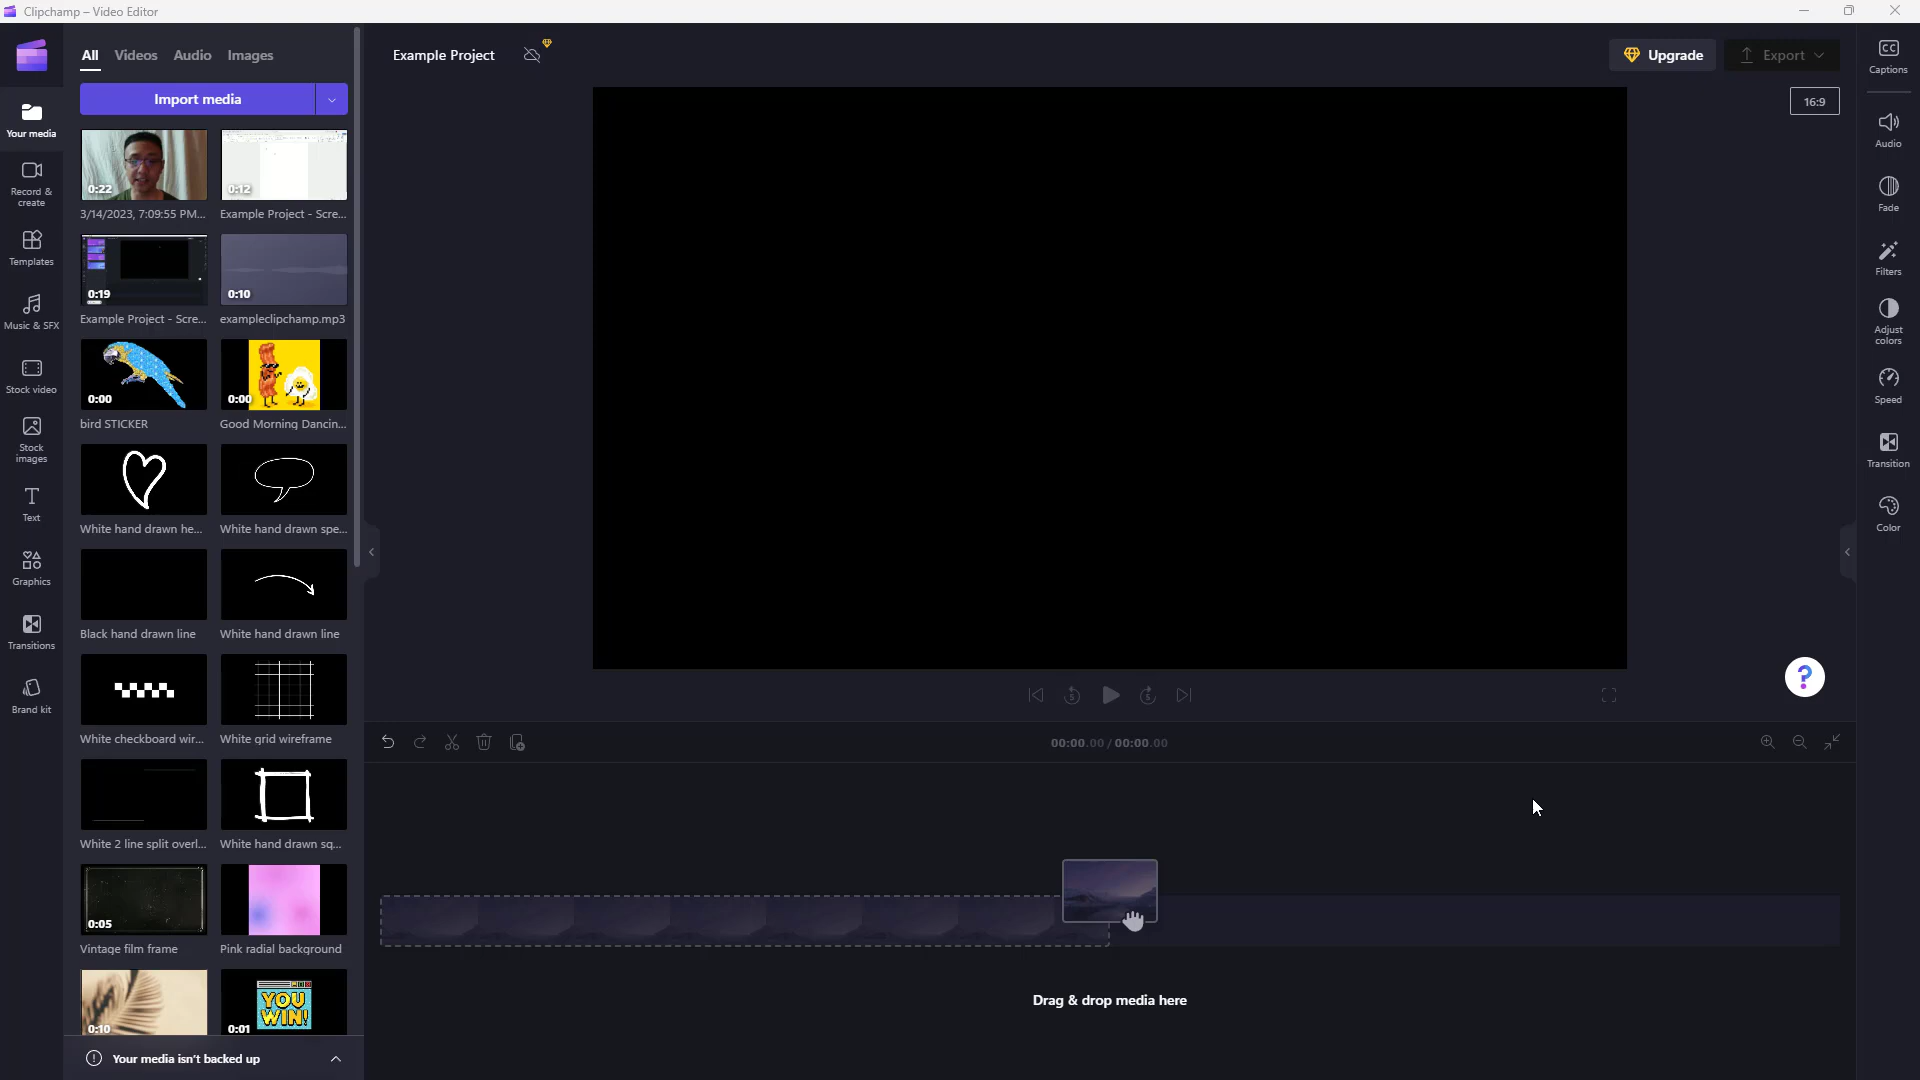 Clipchamp – Video Editor
All Videos Audio Images
Import media
Example Project
Upgrade
Export
16:9
Your media
Record & create
Templates
Music & SFX
Stock video
Stock images
Text
Graphics
Transitions
Brand kit
0:22
3/14/2023, 7:09:55 PM...
0:12
Example Project - Scre...
0:19
Example Project - Scre...
0:10
exampleclipchamp.mp3
0:00
bird STICKER
0:00
Good Morning Dancin...
White hand drawn he...
White hand drawn spe...
Black hand drawn line
White hand drawn line
White checkboard wir...
White grid wireframe
White 2 line split overl...
White hand drawn sq...
0:05
Vintage film frame
Pink radial background
0:10
YOU
WIN!
0:01
Your media isn't backed up
5
5
?
00:00.00 / 00:00.00
Drag & drop media here
CC
Captions
Audio
Fade
Filters
Adjust colors
Speed
Transition
Color